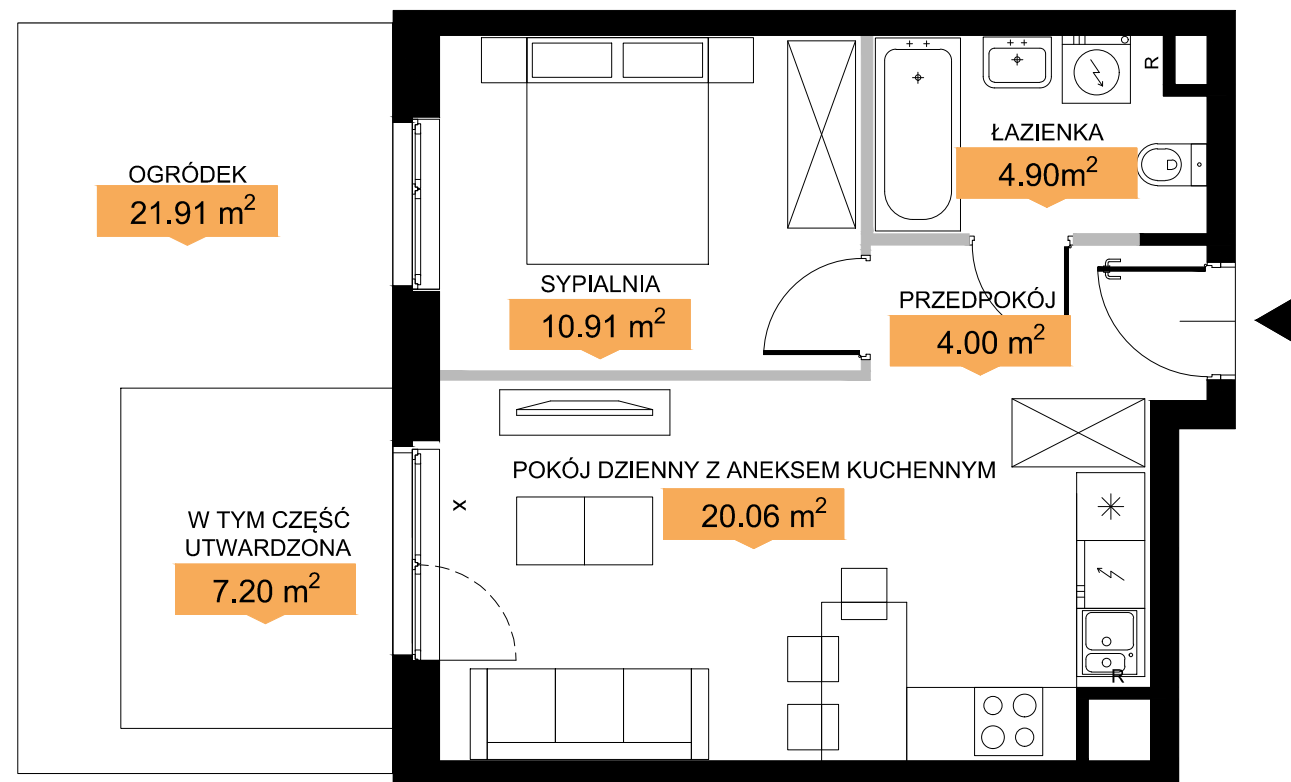 OGRÓDEK
21.91 m²
SYPIALNIA
10.91 m²
R
ŁAZIENKA
4.90m²
PRZEDPOKÓJ
4.00 m²
POKÓJ DZIENNY Z ANEKSEM KUCHENNYM
20.06 m²
x
W TYM CZĘŚĆ
UTWARDZONA
7.20 m²
R